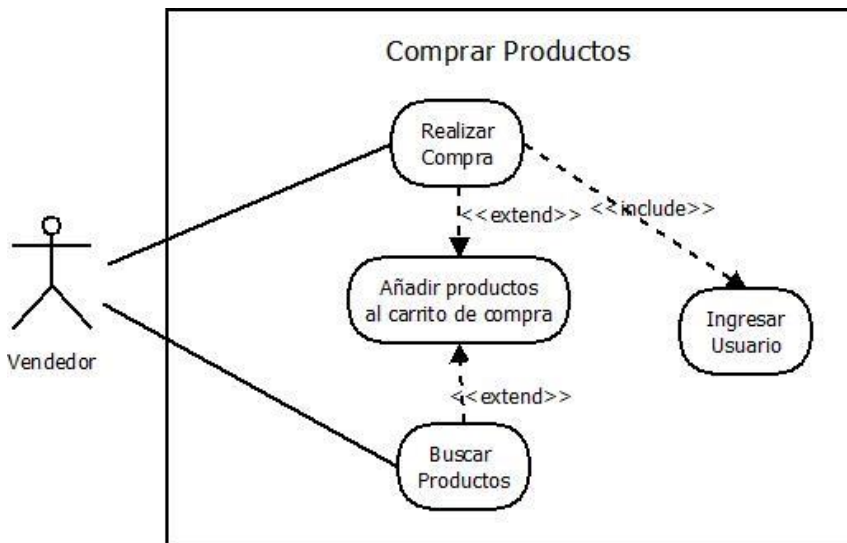 Comprar Productos
Realizar
Compra
<<extend>>
<<include>>
Añadir productos
al carrito de compra
Ingresar
Usuario
Vendedor
<<extend>>
Buscar
Productos